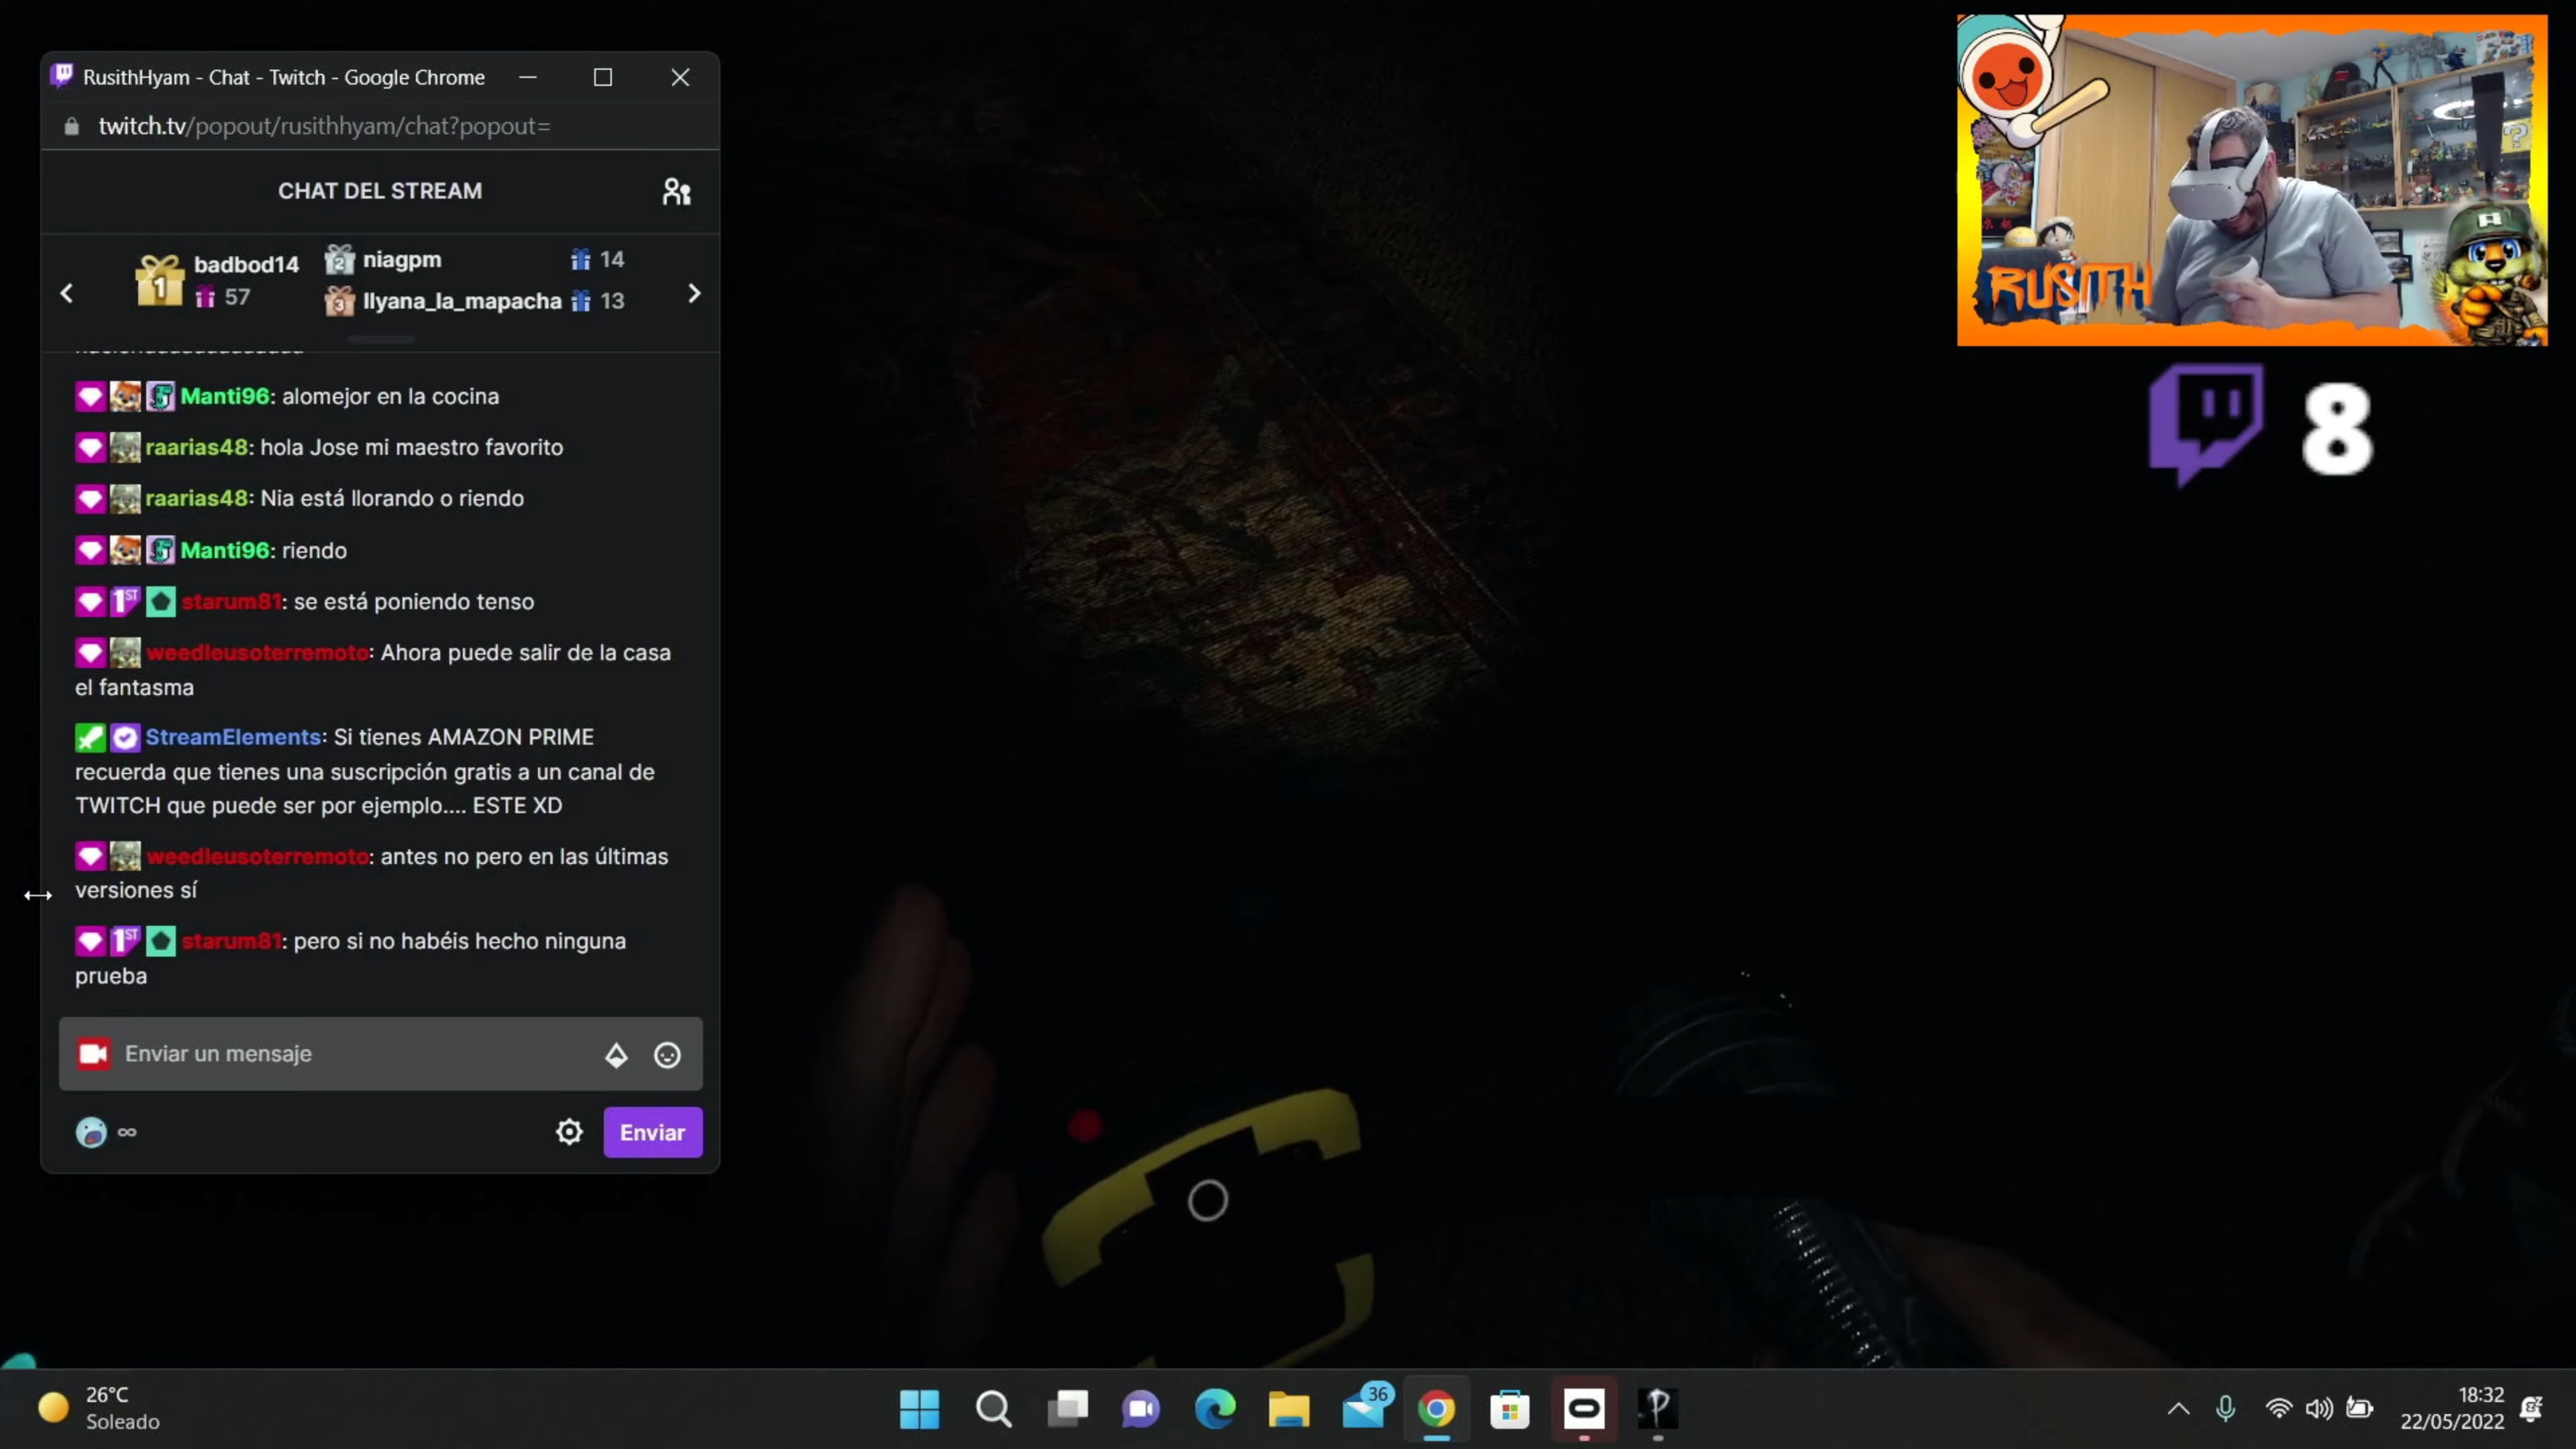 RusithHyam - Chat - Twitch - Google Chrome
twitch.tv/popout/rusithhyam/chat?popout=
CHAT DEL STREAM
1
badbod14
57
2
niagpm
14
3
llyana_la_mapacha
13
Manti96: alomejor en la cocina
raarias48: hola Jose mi maestro favorito
raarias48: Nia está llorando o riendo
Manti96: riendo
1ST starum81: se está poniendo tenso
weedleusoterremoto: Ahora puede salir de la casa
el fantasma
StreamElements: Si tienes AMAZON PRIME
recuerda que tienes una suscripción gratis a un canal de
TWITCH que puede ser por ejemplo.... ESTE XD
weedleusoterremoto: antes no pero en las últimas
versiones sí
1ST starum81: pero si no habéis hecho ninguna
prueba
Enviar un mensaje
∞
Enviar
RUSITH
8
26°C
Soleado
36
18:32
22/05/2022